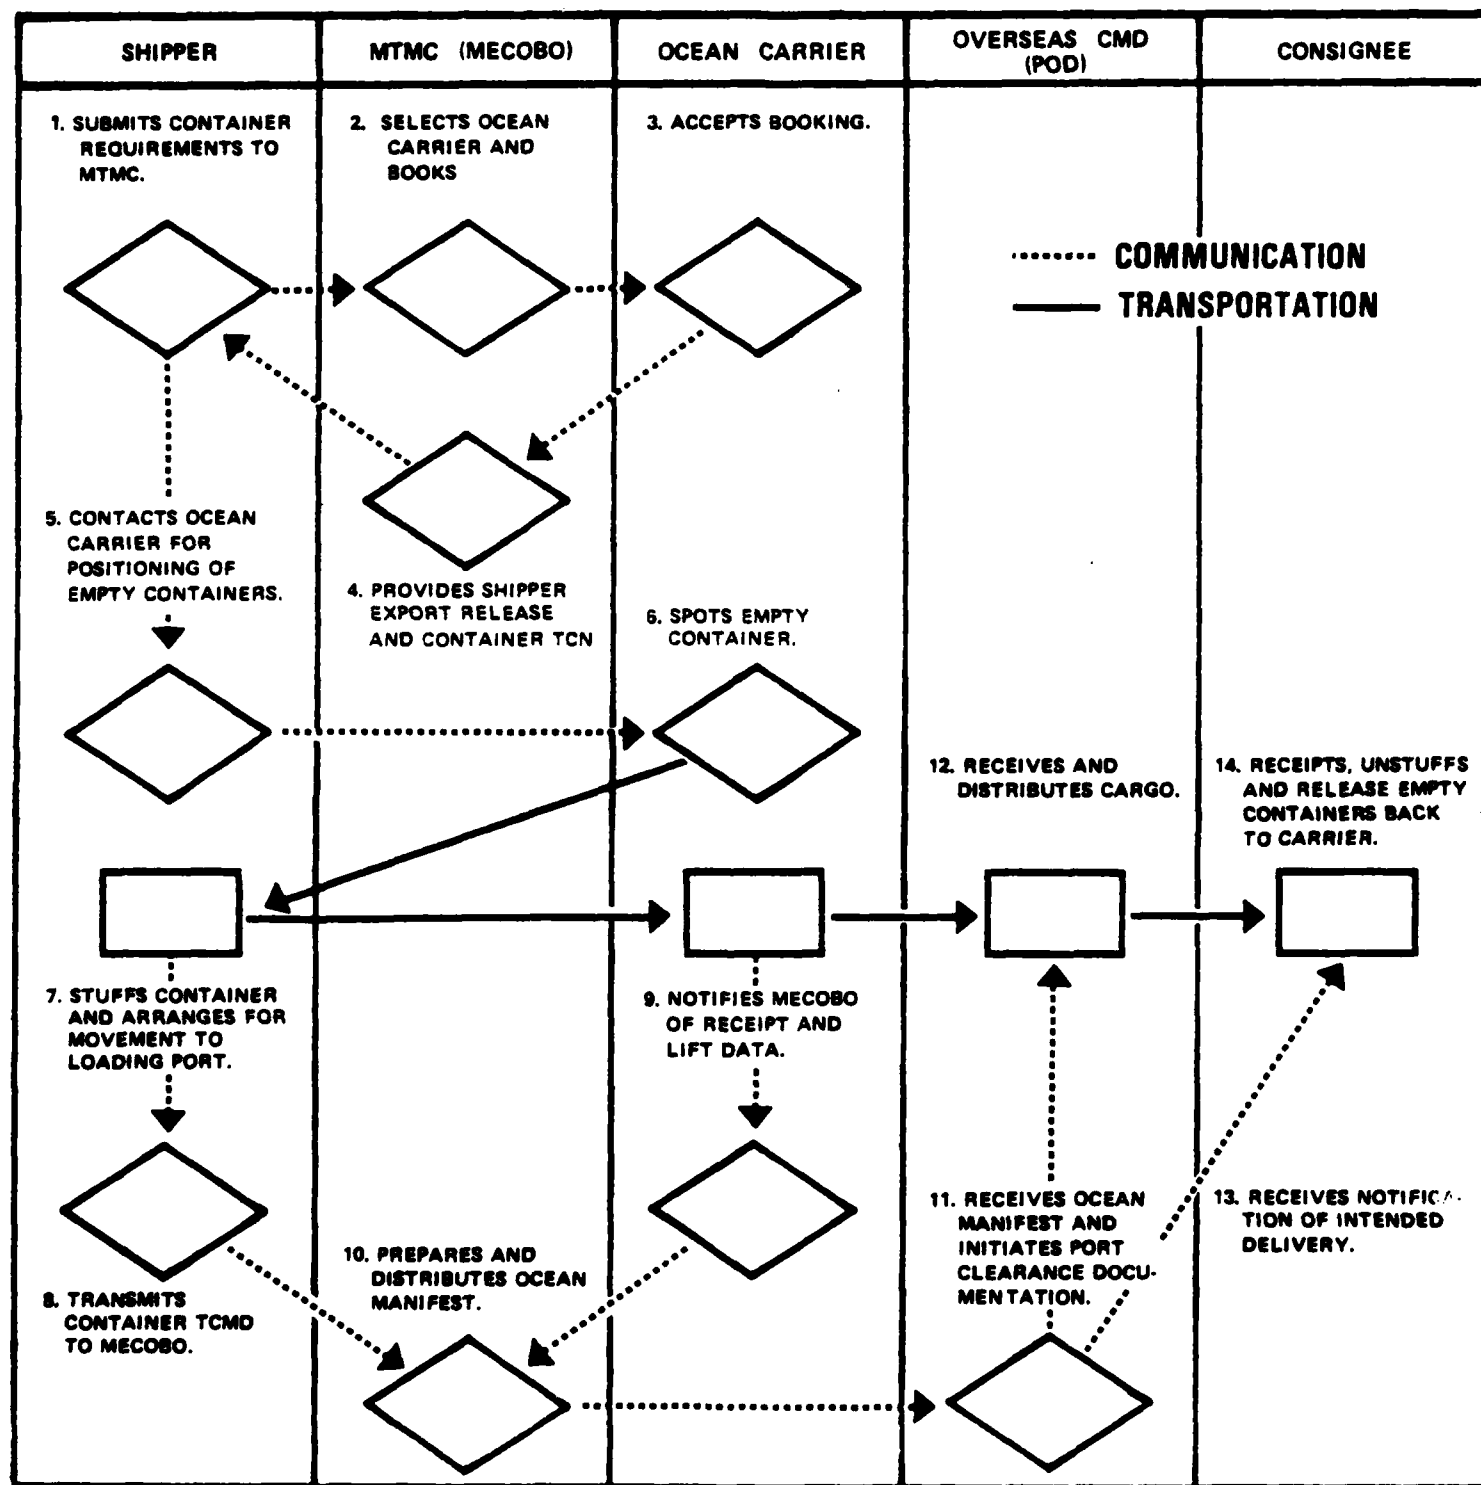 SHIPPER
MTMC (MECOBO)
OCEAN CARRIER
OVERSEAS CMD
(POD)
CONSIGNEE
1. SUBMITS CONTAINER
REQUIREMENTS TO
MTMC.
2. SELECTS OCEAN
CARRIER AND
BOOKS
3. ACCEPTS BOOKING.
COMMUNICATION
TRANSPORTATION
4. PROVIDES SHIPPER
EXPORT RELEASE
AND CONTAINER TCN
5. CONTACTS OCEAN
CARRIER FOR
POSITIONING OF
EMPTY CONTAINERS.
6. SPOTS EMPTY
CONTAINER.
12. RECEIVES AND
DISTRIBUTES CARGO.
14. RECEIPTS, UNSTUFFS
AND RELEASE EMPTY
CONTAINERS BACK
TO CARRIER.
7. STUFFS CONTAINER
AND ARRANGES FOR
MOVEMENT TO
LOADING PORT.
9. NOTIFIES MECOBO
OF RECEIPT AND
LIFT DATA.
8. TRANSMITS
CONTAINER TCMD
TO MECOBO.
10. PREPARES AND
DISTRIBUTES OCEAN
MANIFEST.
11. RECEIVES OCEAN
MANIFEST AND
INITIATES PORT
CLEARANCE DOCU-
MENTATION.
13. RECEIVES NOTIFICA-
TION OF INTENDED
DELIVERY.